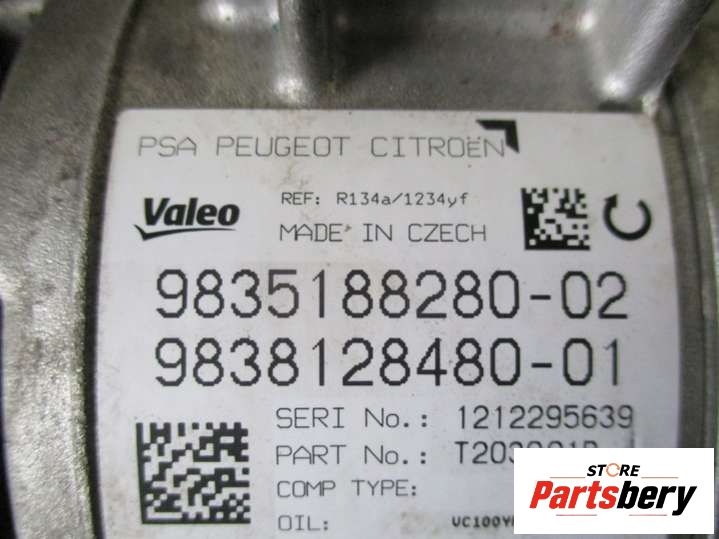 PSA PEUGEOT CITROËN
Valeo
REF: R134a/1234yf
MADE IN CZECH
9835188280-02
9838128480-01
SERI No.: 1212295639
PART No.:
COMP TYPE:
OIL:
STORE
Partsbery